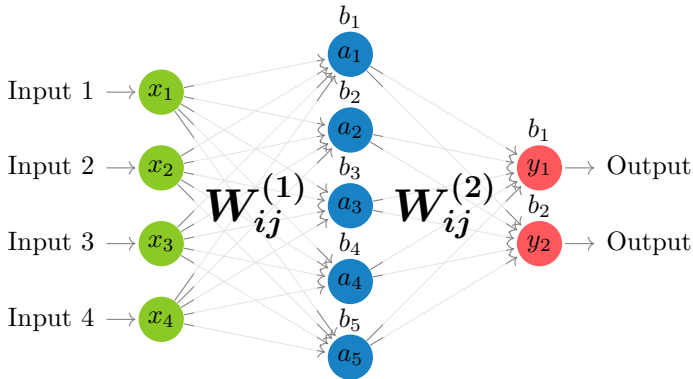 Input 1
Input 2
Input 3
Input 4
x₁
x₂
x₃
x₄
W⁽¹⁾ᵢⱼ
b₁
a₁
b₂
a₂
b₃
a₃
b₄
a₄
b₅
a₅
W⁽²⁾ᵢⱼ
b₁
y₁
b₂
y₂
Output
Output